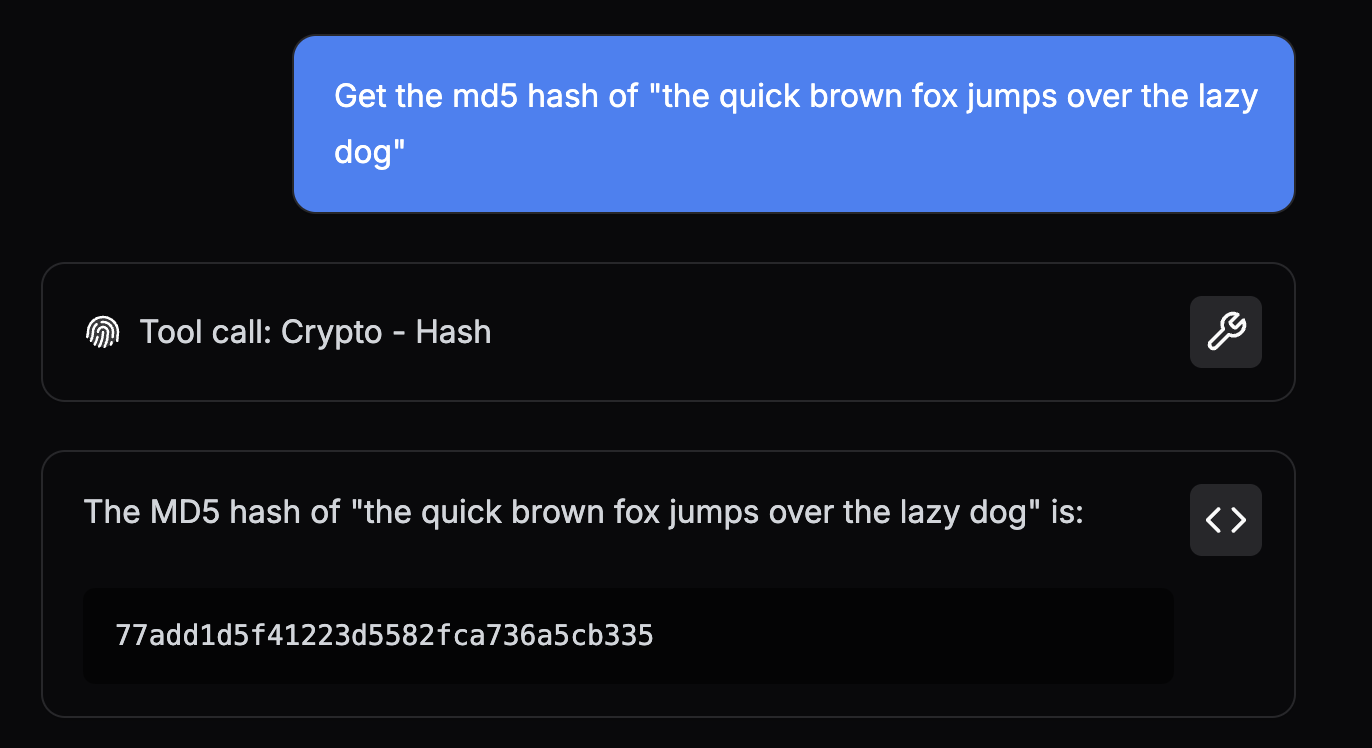 Get the md5 hash of "the quick brown fox jumps over the lazy
dog"
Tool call: Crypto - Hash
The MD5 hash of "the quick brown fox jumps over the lazy dog" is:
77add1d5f41223d5582fca736a5cb335